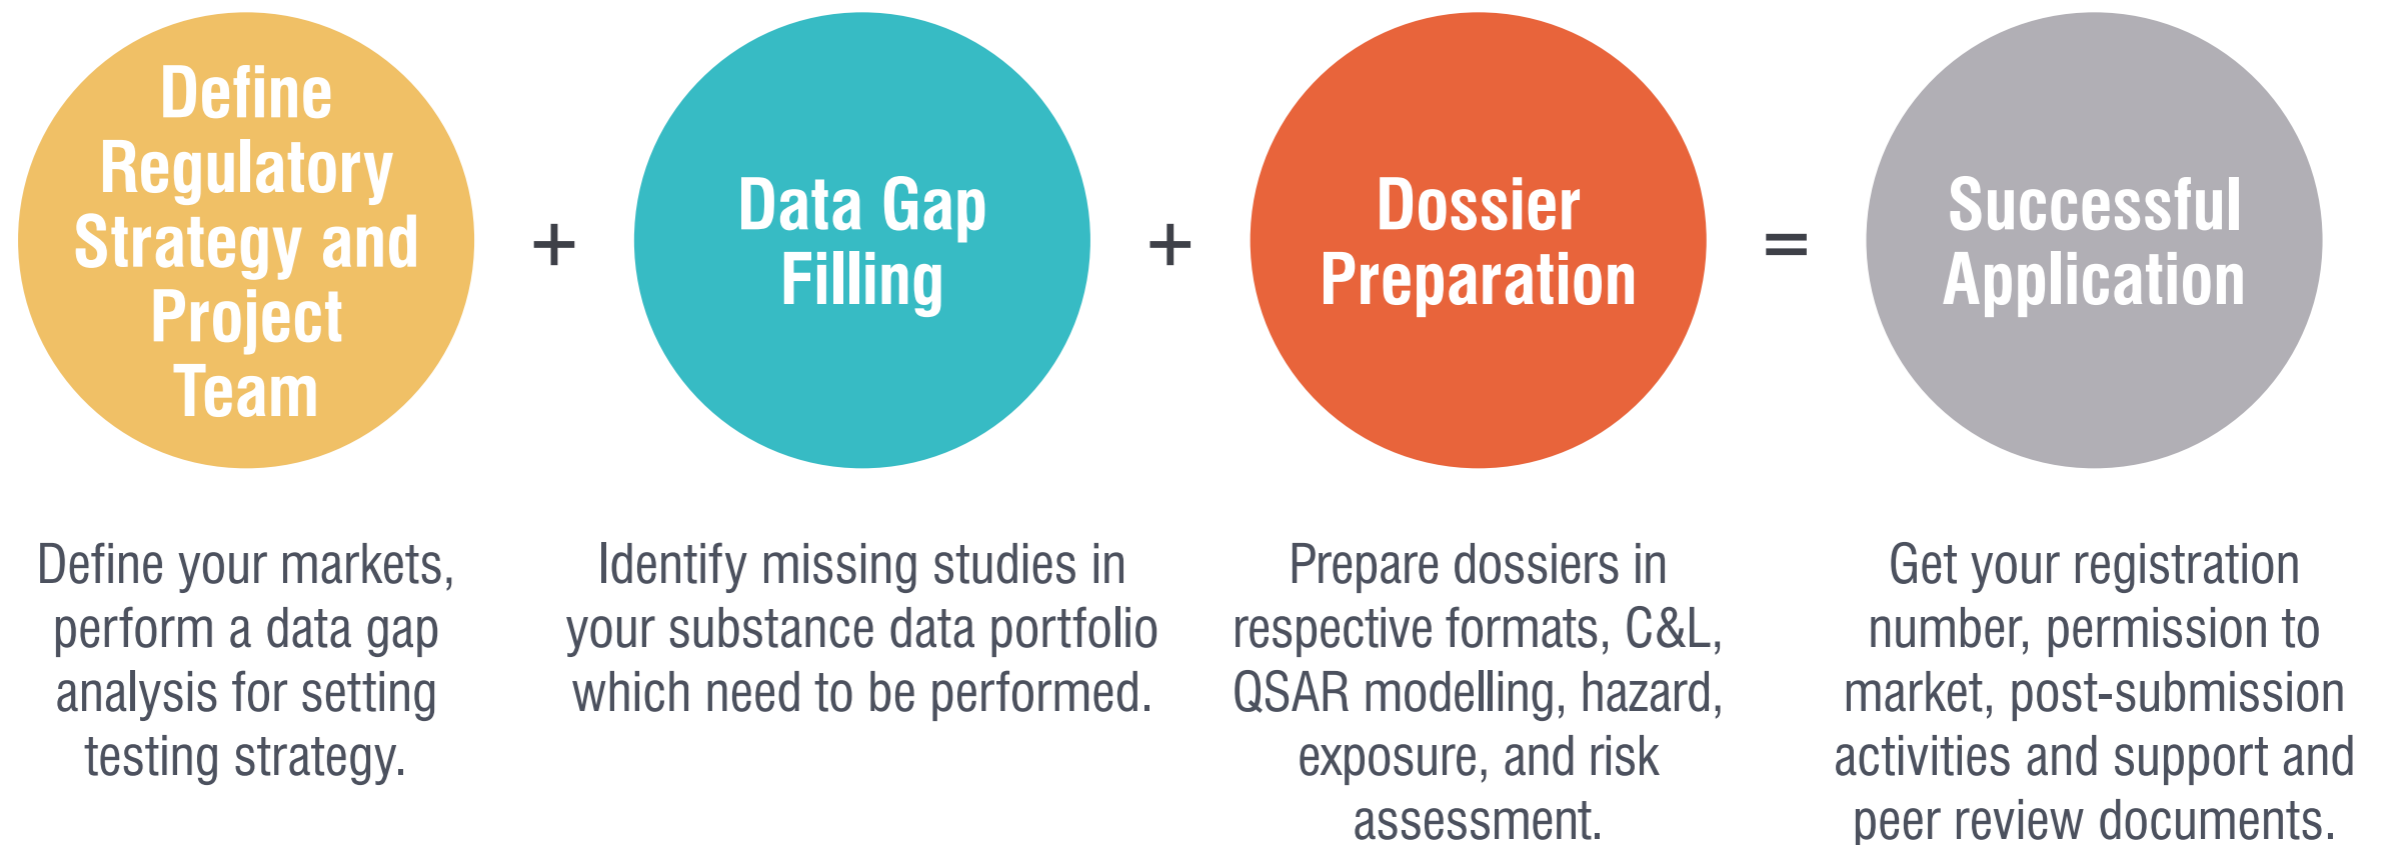 Define
Regulatory
Strategy and
Project
Team
+
Data Gap
Filling
+
Dossier
Preparation
=
Successful
Application
Define your markets,
perform a data gap
analysis for setting
testing strategy.
Identify missing studies in
your substance data portfolio
which need to be performed.
Prepare dossiers in
respective formats, C&L,
QSAR modelling, hazard,
exposure, and risk
assessment.
Get your registration
number, permission to
market, post-submission
activities and support and
peer review documents.